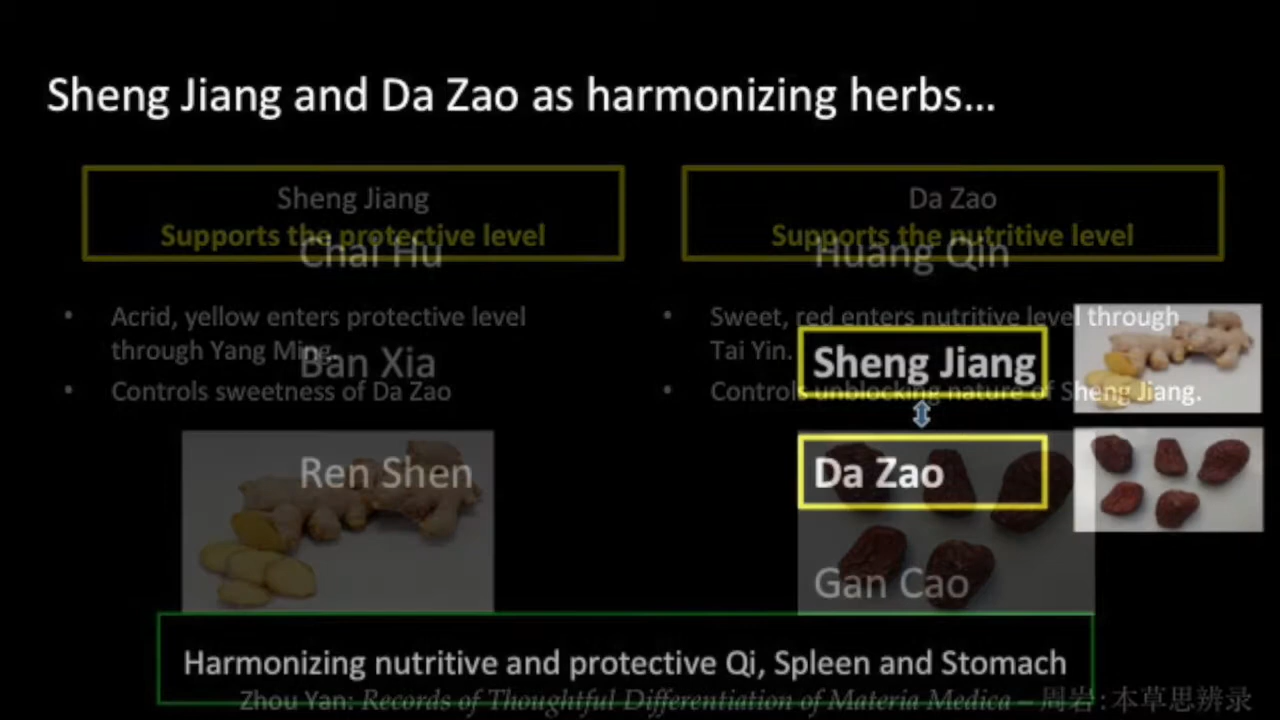 Sheng Jiang and Da Zao as harmonizing herbs…
Sheng Jiang
Supports the protective level
Da Zao
Supports the nutritive level
Chai Hu
Huang Qin
• Acrid, yellow enters protective level
through Yang Ming.
• Controls sweetness of Da Zao
• Sweet, red enters nutritive level through
Tai Yin.
• Controls unblocking nature of Sheng Jiang.
Ban Xia
Sheng Jiang
Ren Shen
Da Zao
Gan Cao
Harmonizing nutritive and protective Qi, Spleen and Stomach
Zhou Yan: Records of Thoughtful Differentiation of Materia Medica – 周岩:本草思辨录